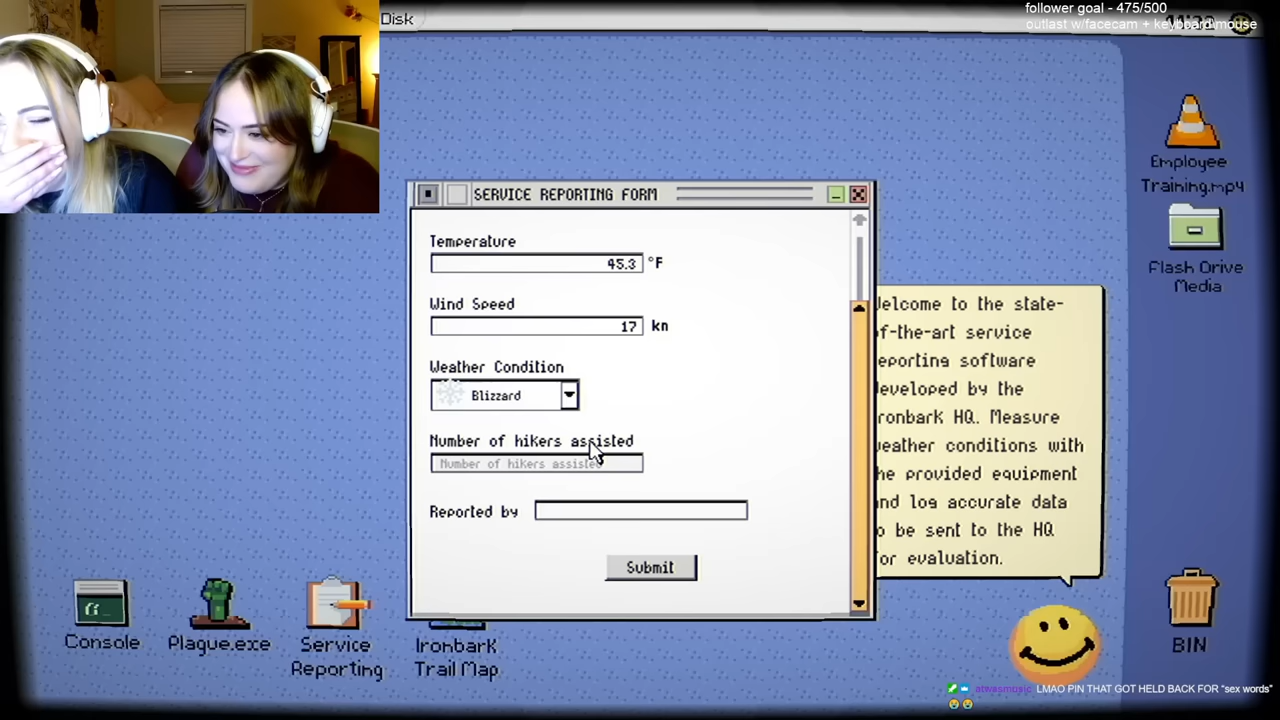 Disk
follower goal - 475/500
outlast w/facecam + keyboard/mouse
Employee
Training.mp4
Flash Drive
Media
SERVICE REPORTING FORM
Temperature
45.3 °F
Wind Speed
17 kn
Weather Condition
Blizzard
Number of hikers assisted
Number of hikers assisted
Reported by
Submit
Welcome to the state-
of-the-art service
reporting software
developed by the
Ironbark HQ. Measure
weather conditions with
the provided equipment
and log accurate data
to be sent to the HQ
for evaluation.
Console
Plague.exe
Service
Reporting
Ironbark
Trail Map
BIN
atwasmusic LMAO PIN THAT GOT HELD BACK FOR "sex words"